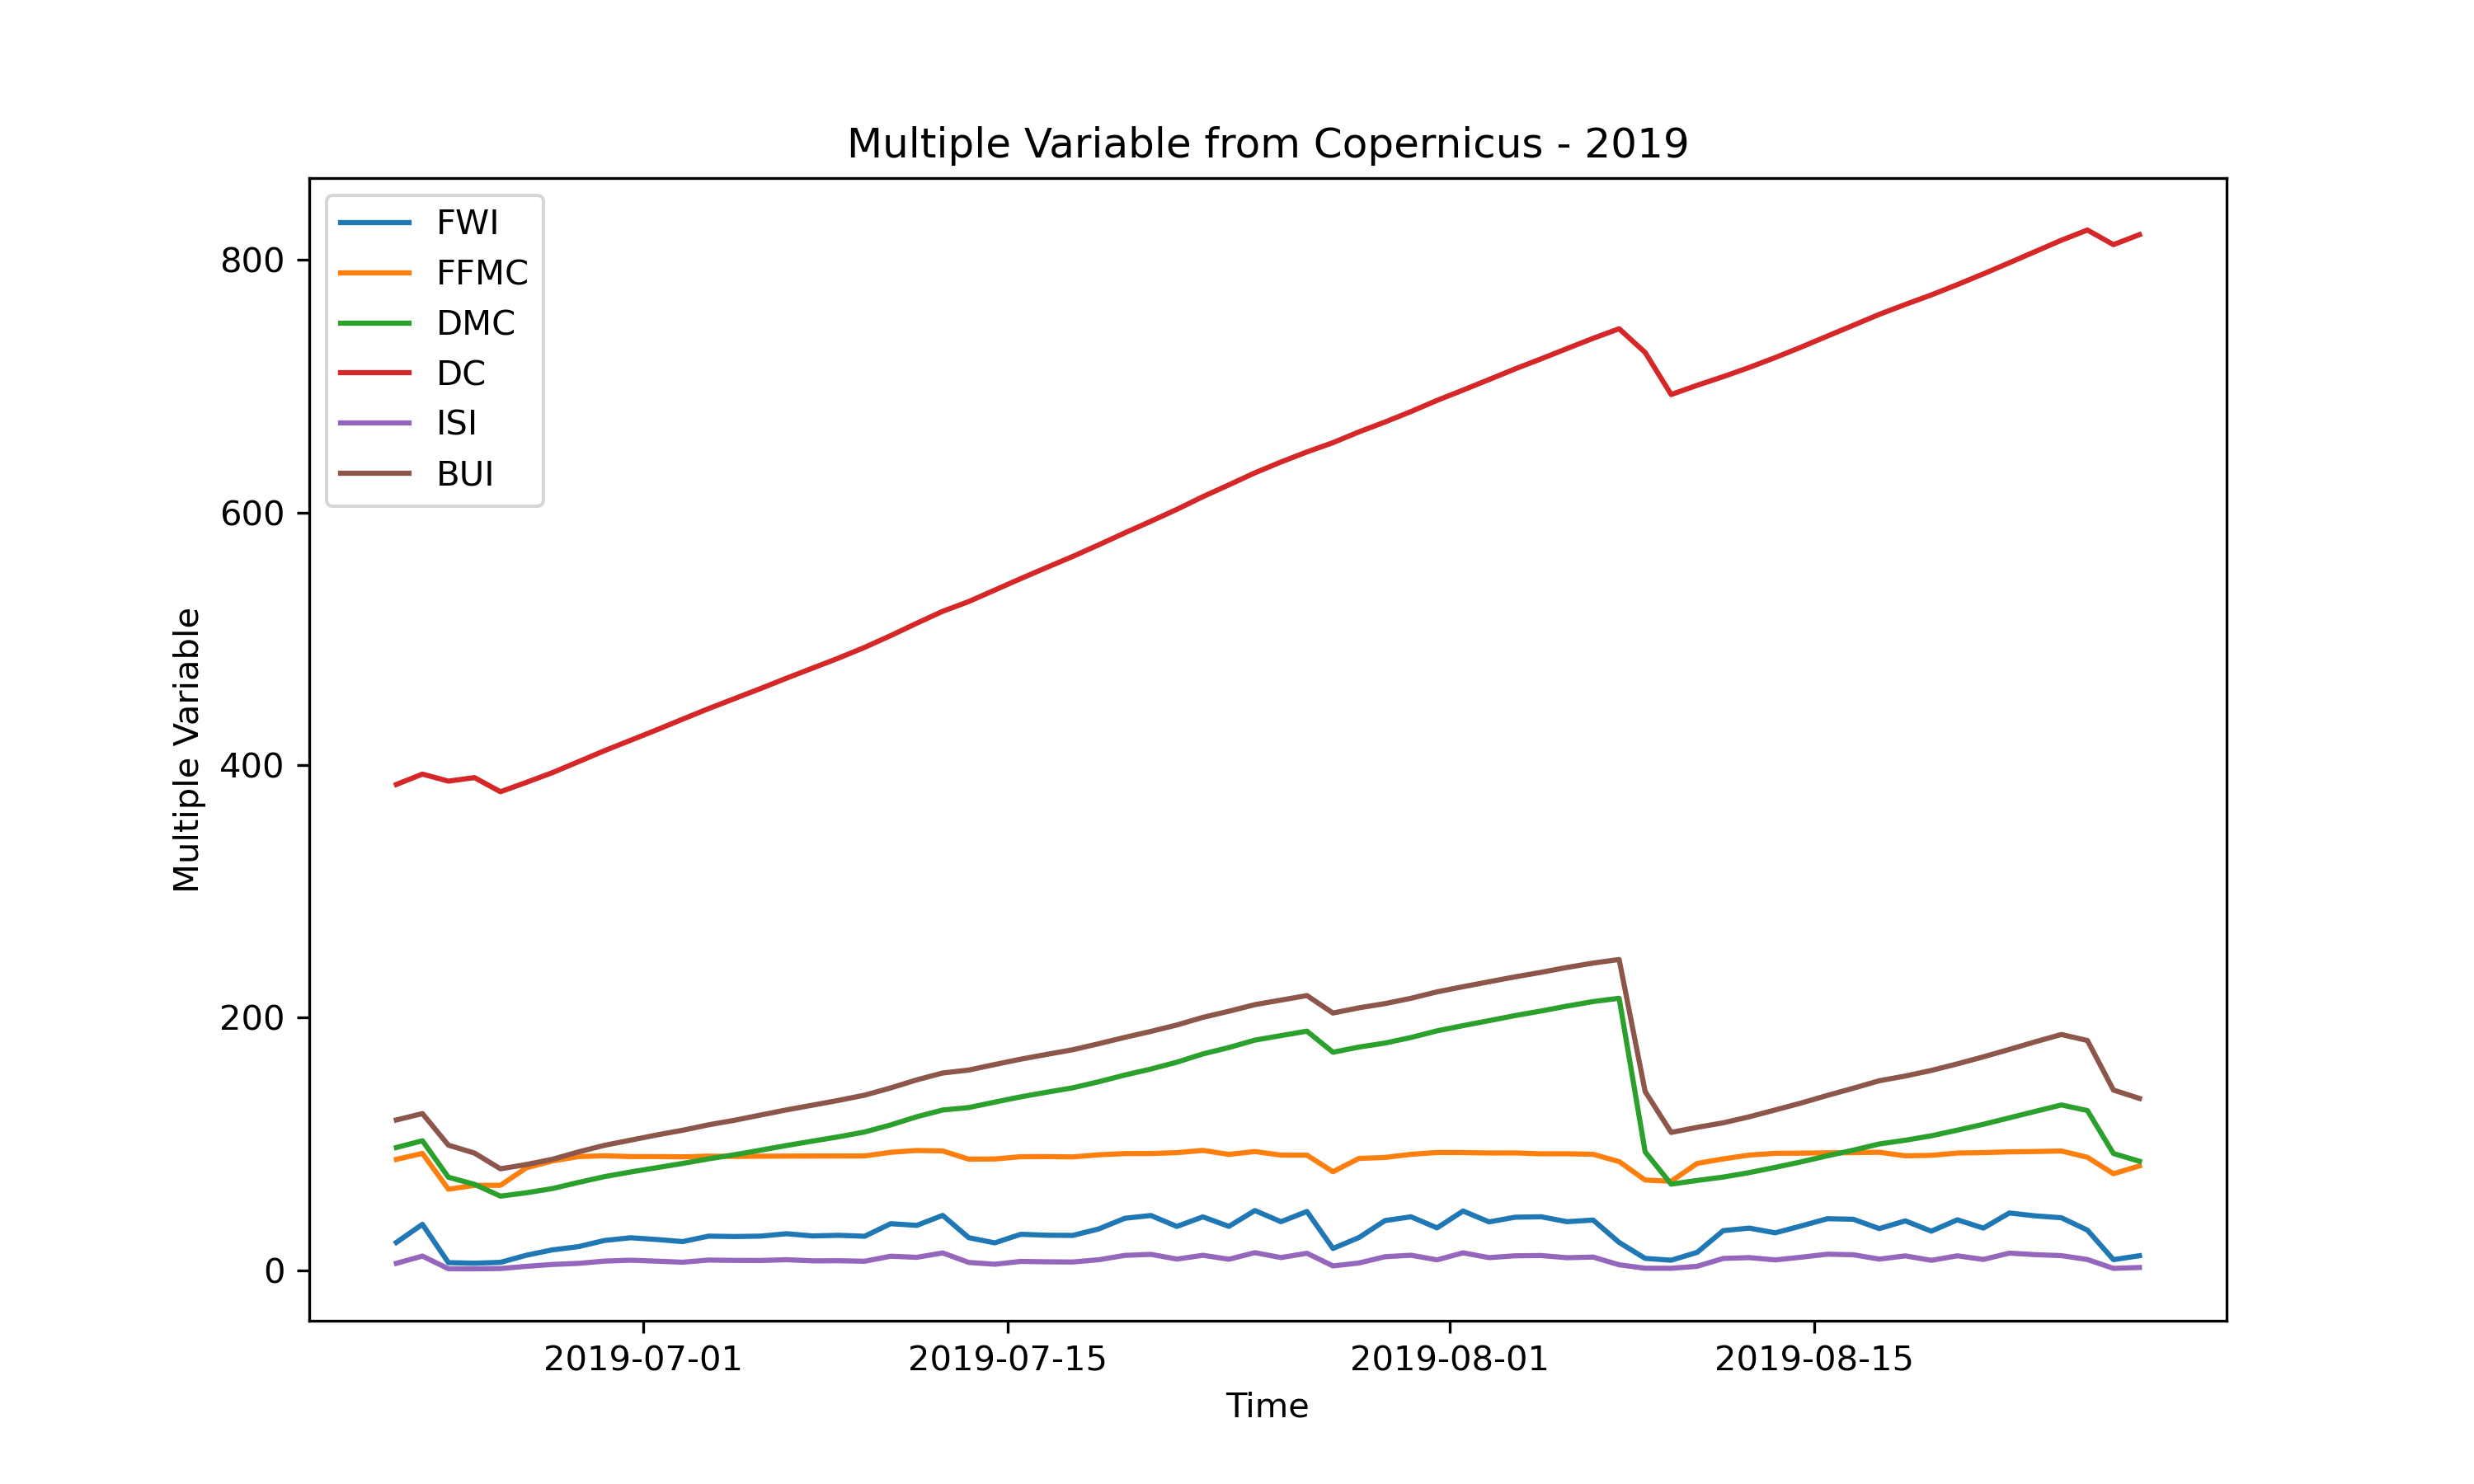 Multiple Variable from Copernicus - 2019
FWI
FFMC
DMC
DC
ISI
BUI
800
600
400
200
0
Multiple Variable
2019-07-01
2019-07-15
2019-08-01
2019-08-15
Time